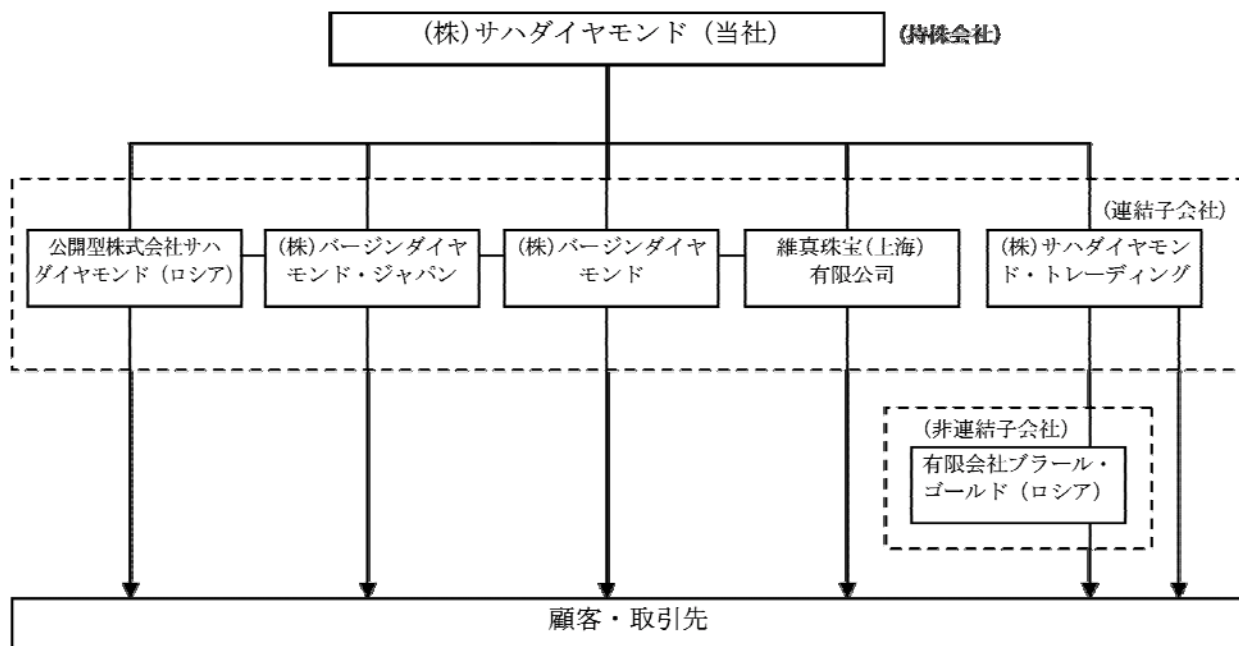 (株)サハダイヤモンド（当社）
(持株会社)
(連結子会社)
公開型株式会社サハ
ダイヤモンド（ロシア）
(株)バージンダイヤ
モンド・ジャパン
(株)バージンダイヤ
モンド
維真珠宝(上海)
有限公司
(株)サハダイヤモン
ド・トレーディング
(非連結子会社)
有限会社ブラール・
ゴールド（ロシア）
顧客・取引先